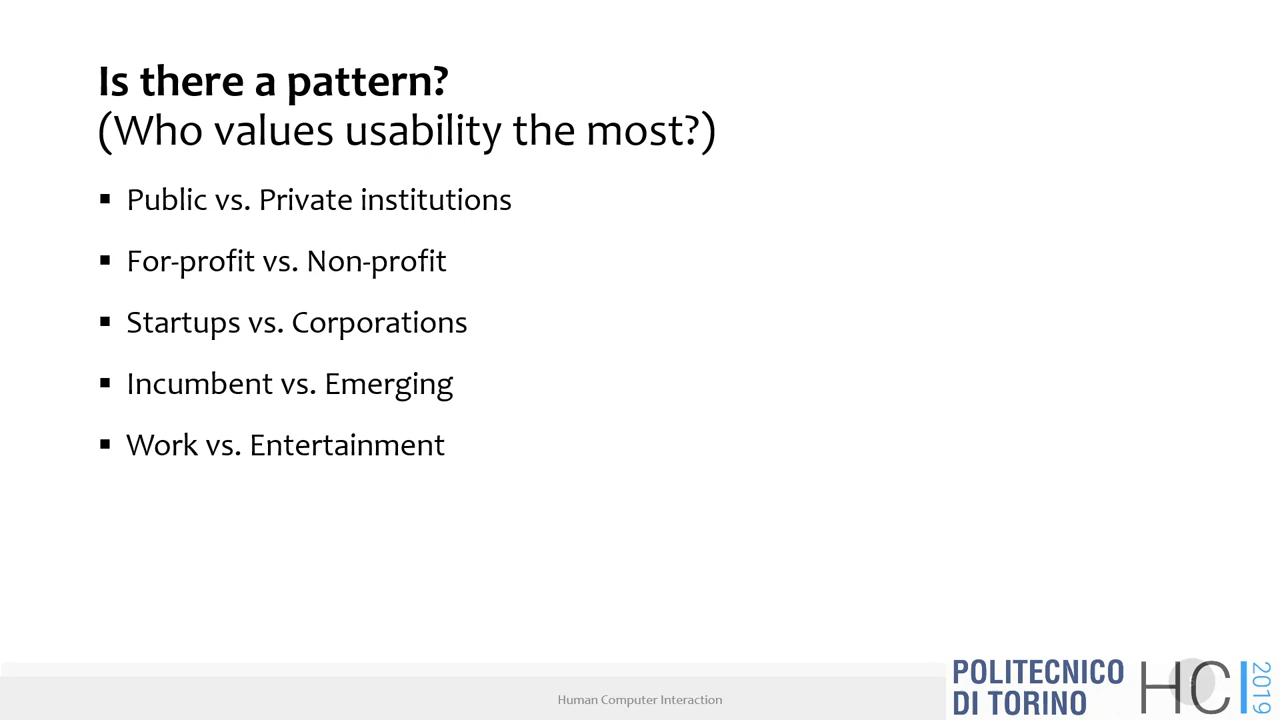 Is there a pattern?
(Who values usability the most?)
▪ Public vs. Private institutions
▪ For-profit vs. Non-profit
▪ Startups vs. Corporations
▪ Incumbent vs. Emerging
▪ Work vs. Entertainment
Human Computer Interaction
POLITECNICO
DI TORINO
HCI
2019